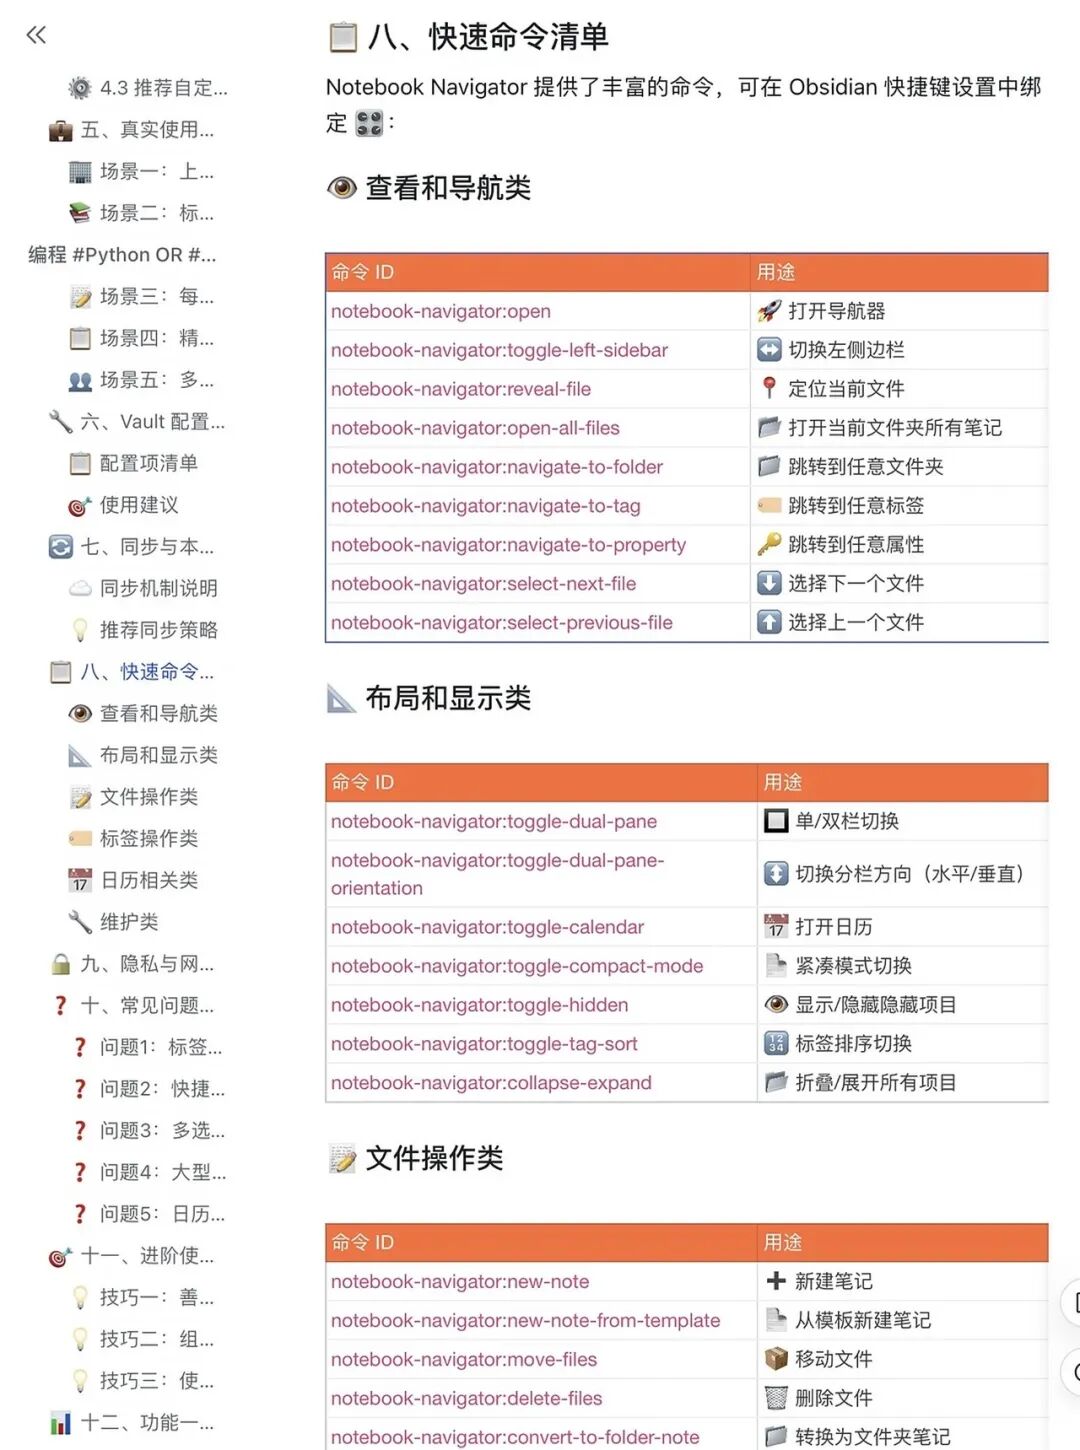 4.3 推荐自定...
五、真实使用...
场景一：上...
场景二：标...
编程 #Python OR #...
场景三：每...
场景四：精...
场景五：多...
六、Vault 配置...
配置项清单
使用建议
七、同步与本...
同步机制说明
推荐同步策略
八、快速命令...
查看和导航类
布局和显示类
文件操作类
标签操作类
日历相关类
维护类
九、隐私与网...
十、常见问题...
问题1：标签...
问题2：快捷...
问题3：多选...
问题4：大型...
问题5：日历...
十一、进阶使...
技巧一：善...
技巧二：组...
技巧三：使...
十二、功能一...
八、快速命令清单
Notebook Navigator 提供了丰富的命令，可在 Obsidian 快捷键设置中绑
定 🎛️：
查看和导航类
命令 ID 用途
notebook-navigator:open 打开导航器
notebook-navigator:toggle-left-sidebar 切换左侧边栏
notebook-navigator:reveal-file 定位当前文件
notebook-navigator:open-all-files 打开当前文件夹所有笔记
notebook-navigator:navigate-to-folder 跳转到任意文件夹
notebook-navigator:navigate-to-tag 跳转到任意标签
notebook-navigator:navigate-to-property 跳转到任意属性
notebook-navigator:select-next-file 选择下一个文件
notebook-navigator:select-previous-file 选择上一个文件
布局和显示类
命令 ID 用途
notebook-navigator:toggle-dual-pane 单/双栏切换
notebook-navigator:toggle-dual-pane-
orientation 切换分栏方向（水平/垂直）
notebook-navigator:toggle-calendar 打开日历
notebook-navigator:toggle-compact-mode 紧凑模式切换
notebook-navigator:toggle-hidden 显示/隐藏隐藏项目
notebook-navigator:toggle-tag-sort 标签排序切换
notebook-navigator:collapse-expand 折叠/展开所有项目
文件操作类
命令 ID 用途
notebook-navigator:new-note 新建笔记
notebook-navigator:new-note-from-template 从模板新建笔记
notebook-navigator:move-files 移动文件
notebook-navigator:delete-files 删除文件
notebook-navigator:convert-to-folder-note 转换为文件夹笔记